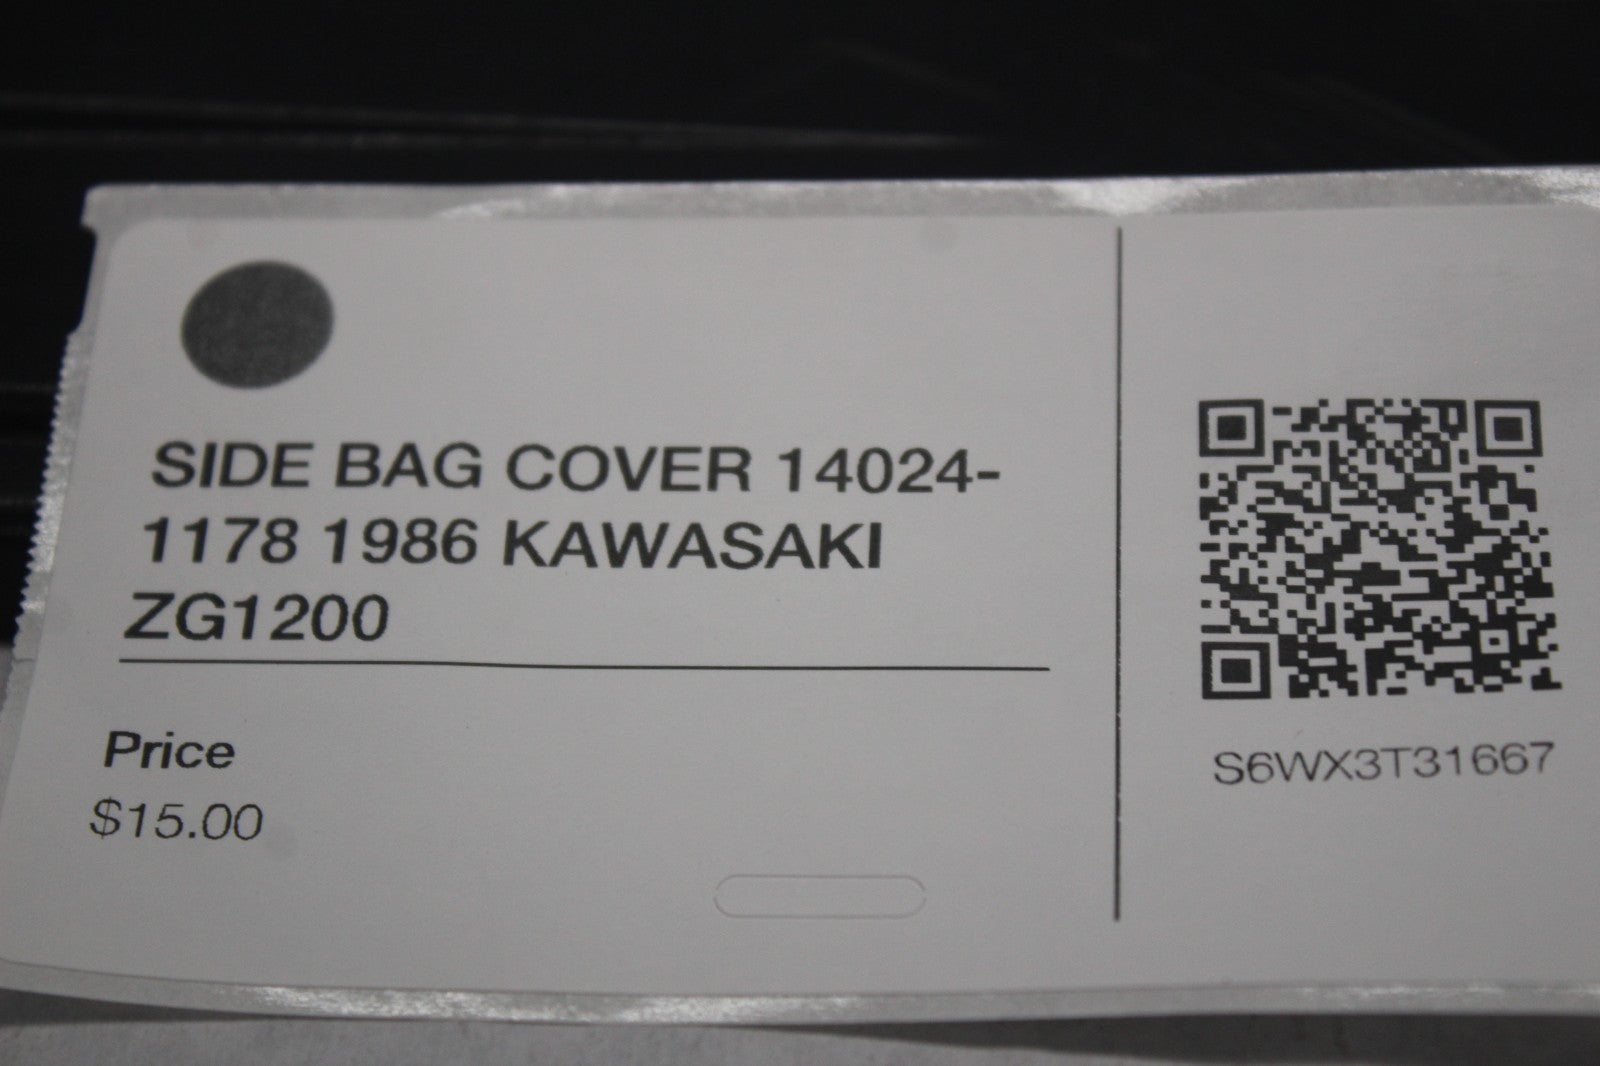 SIDE BAG COVER 14024-
1178 1986 KAWASAKI
ZG1200
Price
$15.00
S6WX3T31667